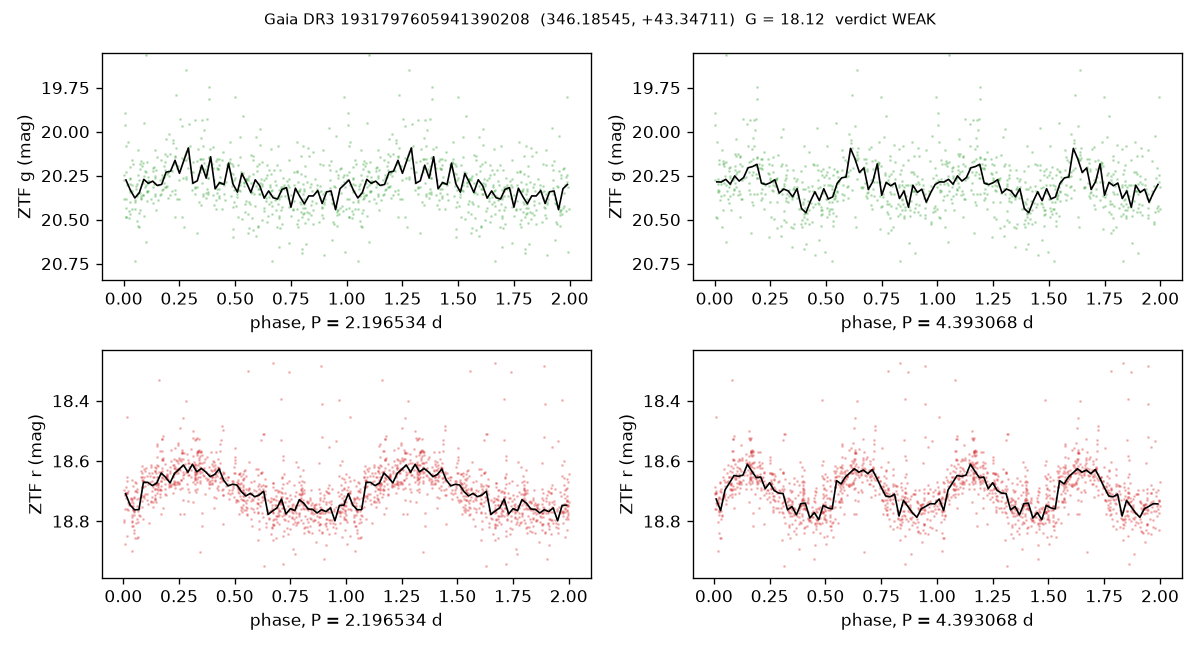 Gaia DR3 1931797605941390208 (346.18545, +43.34711) G = 18.12 verdict WEAK
ZTF g (mag)
19.75
20.00
20.25
20.50
20.75
0.00 0.25 0.50 0.75 1.00 1.25 1.50 1.75 2.00
phase, P = 2.196534 d
ZTF g (mag)
19.75
20.00
20.25
20.50
20.75
0.00 0.25 0.50 0.75 1.00 1.25 1.50 1.75 2.00
phase, P = 4.393068 d
ZTF r (mag)
18.4
18.6
18.8
0.00 0.25 0.50 0.75 1.00 1.25 1.50 1.75 2.00
phase, P = 2.196534 d
ZTF r (mag)
18.4
18.6
18.8
0.00 0.25 0.50 0.75 1.00 1.25 1.50 1.75 2.00
phase, P = 4.393068 d